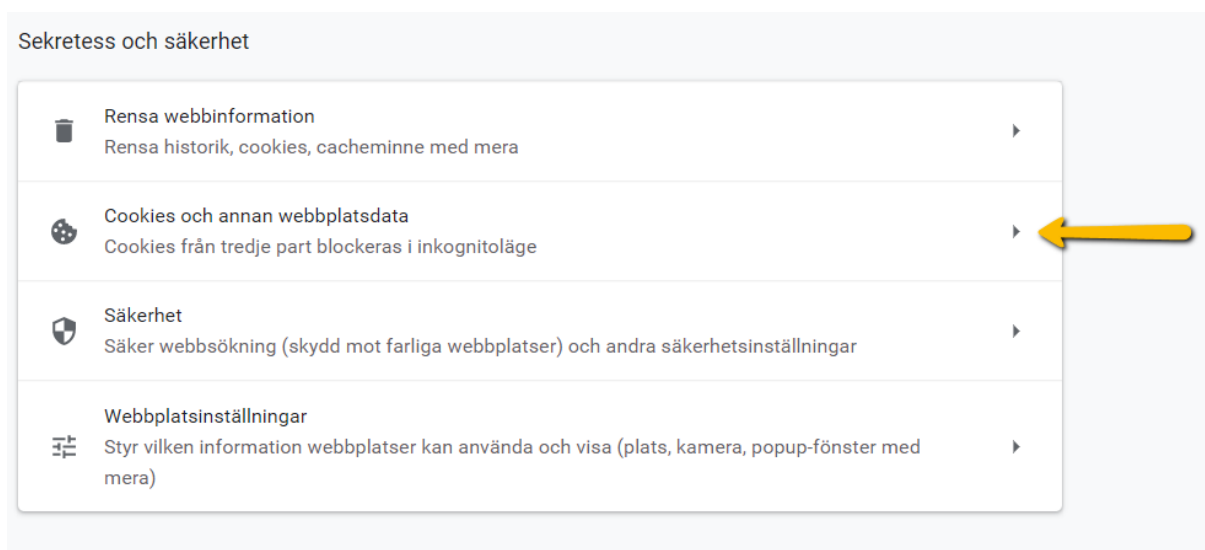 Sekretess och säkerhet
Rensa webbinformation
Rensa historik, cookies, cacheminne med mera
Cookies och annan webbplatsdata
Cookies från tredje part blockeras i inkognitoläge
Säkerhet
Säker webbsökning (skydd mot farliga webbplatser) och andra säkerhetsinställningar
Webbplatsinställningar
Styr vilken information webbplatser kan använda och visa (plats, kamera, popup-fönster med
mera)